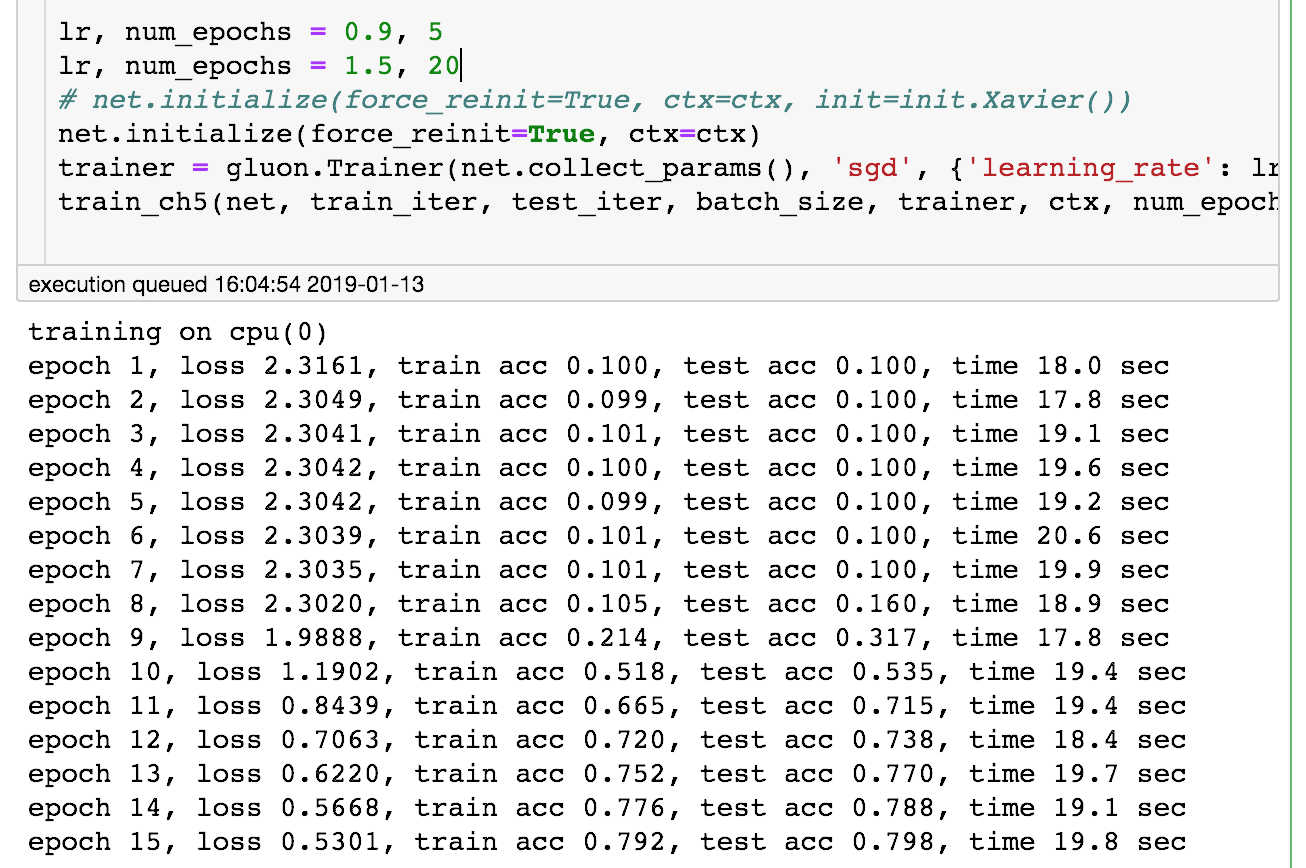 lr, num_epochs = 0.9, 5
lr, num_epochs = 1.5, 20
# net.initialize(force_reinit=True, ctx=ctx, init=init.Xavier())
net.initialize(force_reinit=True, ctx=ctx)
trainer = gluon.Trainer(net.collect_params(), 'sgd', {'learning_rate': lr
train_ch5(net, train_iter, test_iter, batch_size, trainer, ctx, num_epoch
execution queued 16:04:54 2019-01-13
training on cpu(0)
epoch 1, loss 2.3161, train acc 0.100, test acc 0.100, time 18.0 sec
epoch 2, loss 2.3049, train acc 0.099, test acc 0.100, time 17.8 sec
epoch 3, loss 2.3041, train acc 0.101, test acc 0.100, time 19.1 sec
epoch 4, loss 2.3042, train acc 0.100, test acc 0.100, time 19.6 sec
epoch 5, loss 2.3042, train acc 0.099, test acc 0.100, time 19.2 sec
epoch 6, loss 2.3039, train acc 0.101, test acc 0.100, time 20.6 sec
epoch 7, loss 2.3035, train acc 0.101, test acc 0.100, time 19.9 sec
epoch 8, loss 2.3020, train acc 0.105, test acc 0.160, time 18.9 sec
epoch 9, loss 1.9888, train acc 0.214, test acc 0.317, time 17.8 sec
epoch 10, loss 1.1902, train acc 0.518, test acc 0.535, time 19.4 sec
epoch 11, loss 0.8439, train acc 0.665, test acc 0.715, time 19.4 sec
epoch 12, loss 0.7063, train acc 0.720, test acc 0.738, time 18.4 sec
epoch 13, loss 0.6220, train acc 0.752, test acc 0.770, time 19.7 sec
epoch 14, loss 0.5668, train acc 0.776, test acc 0.788, time 19.1 sec
epoch 15, loss 0.5301, train acc 0.792, test acc 0.798, time 19.8 sec